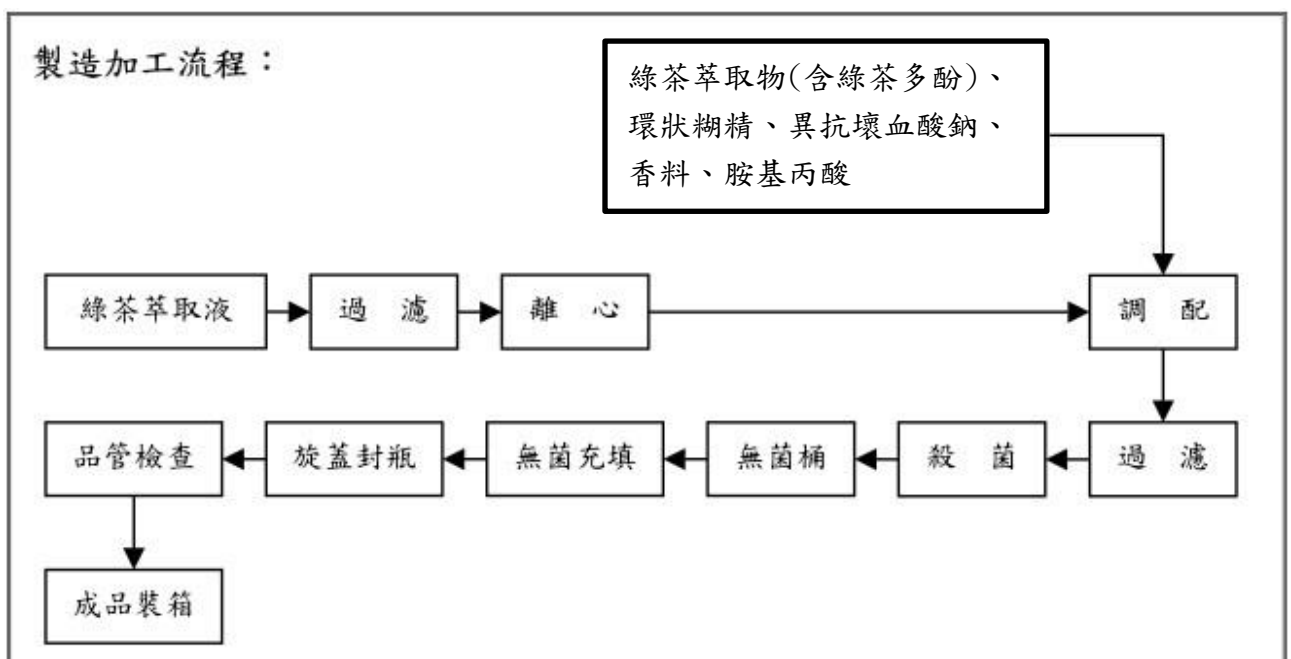 製造加工流程：
綠茶萃取物(含綠茶多酚)、
環狀糊精、異抗壞血酸鈉、
香料、胺基丙酸
綠茶萃取液
過 濾
離 心
調 配
過 濾
殺 菌
無菌桶
無菌充填
旋蓋封瓶
品管檢查
成品裝箱